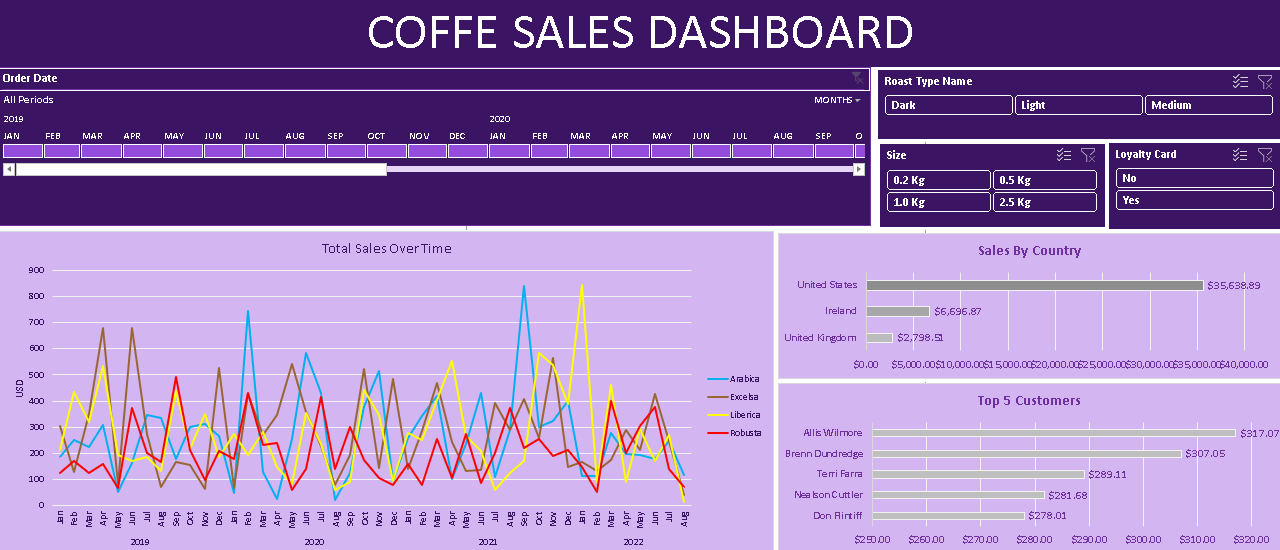 COFFE SALES DASHBOARD
Order Date
All Periods
MONTHS
2019 2020
JAN FEB MAR APR MAY JUN JUL AUG SEP OCT NOV DEC JAN FEB MAR APR MAY JUN JUL AUG SEP O
Roast Type Name
Dark Light Medium
Size
0.2 Kg 0.5 Kg
1.0 Kg 2.5 Kg
Loyalty Card
No
Yes
Total Sales Over Time
900
800
700
600
500
400
300
200
100
0
USD
Jan Feb Mar Apr May Jun Jul Aug Sep Oct Nov Dec Jan Feb Mar Apr May Jun Jul Aug Sep Oct Nov Dec Jan Feb Mar Apr May Jun Jul Aug Sep Oct Nov Dec Jan Feb Mar Apr May Jun Jul Aug
2019 2020 2021 2022
Arabica
Excelsa
Liberica
Robusta
Sales By Country
United States $35,638.89
Ireland $6,696.87
United Kingdom $2,798.51
$0.00 $5,000.00 $10,000.00 $15,000.00 $20,000.00 $25,000.00 $30,000.00 $35,000.00 $40,000.00
Top 5 Customers
Allis Wilmore $317.07
Brenn Dundredge $307.05
Terri Farra $289.11
Nealson Cuttler $281.68
Don Flintiff $278.01
$250.00 $260.00 $270.00 $280.00 $290.00 $300.00 $310.00 $320.00